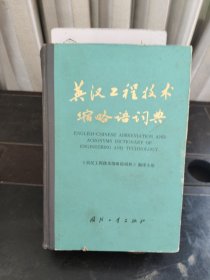 英汉工程技术
缩略语词典
ENGLISH-CHINESE ABBREVIATION AND
ACRONYMS DICTIONARY OF
ENGINEERING AND TECHNOLOGY
《英汉工程技术缩略语词典》编译小组
国防工业出版社